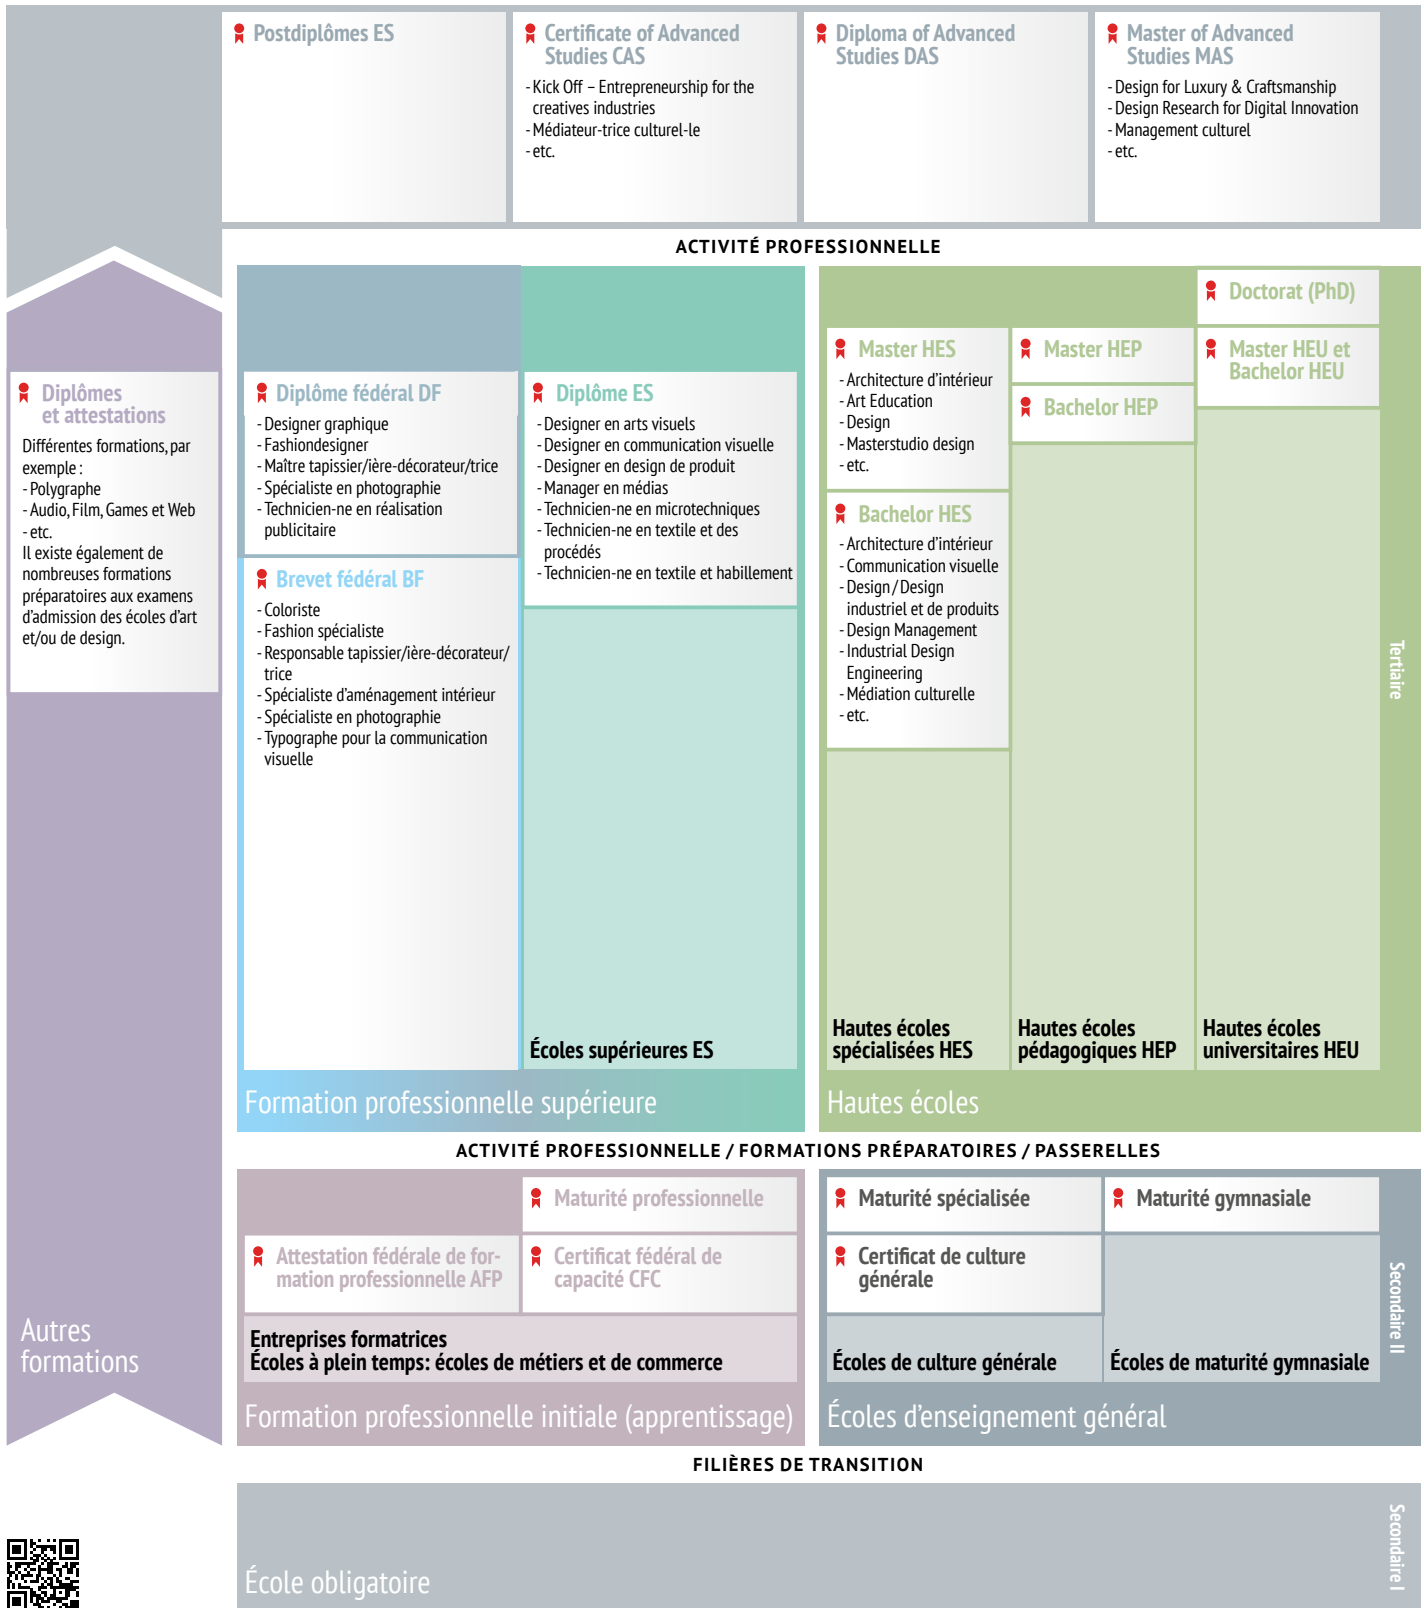 Postdiplômes ES
Certificate of Advanced
Studies CAS
- Kick Off – Entrepreneurship for the
creatives industries
- Médiateur-trice culturel-le
- etc.
Diploma of Advanced
Studies DAS
Master of Advanced
Studies MAS
- Design for Luxury & Craftsmanship
- Design Research for Digital Innovation
- Management culturel
- etc.
ACTIVITÉ PROFESSIONNELLE
Diplômes
et attestations
Différentes formations, par
exemple :
- Polygraphe
- Audio, Film, Games et Web
- etc.
Il existe également de
nombreuses formations
préparatoires aux examens
d'admission des écoles d'art
et/ou de design.
Autres
formations
Diplôme fédéral DF
- Designer graphique
- Fashiondesigner
- Maître tapissier/ière-décorateur/trice
- Spécialiste en photographie
- Technicien-ne en réalisation
publicitaire
Brevet fédéral BF
- Coloriste
- Fashion spécialiste
- Responsable tapissier/ière-décorateur/
trice
- Spécialiste d'aménagement intérieur
- Spécialiste en photographie
- Typographe pour la communication
visuelle
Diplôme ES
- Designer en arts visuels
- Designer en communication visuelle
- Designer en design de produit
- Manager en médias
- Technicien-ne en microtechniques
- Technicien-ne en textile et des
procédés
- Technicien-ne en textile et habillement
Écoles supérieures ES
Formation professionnelle supérieure
Master HES
- Architecture d'intérieur
- Art Education
- Design
- Masterstudio design
- etc.
Bachelor HES
- Architecture d'intérieur
- Communication visuelle
- Design / Design
industriel et de produits
- Design Management
- Industrial Design
Engineering
- Médiation culturelle
- etc.
Hautes écoles
spécialisées HES
Master HEP
Bachelor HEP
Hautes écoles
pédagogiques HEP
Doctorat (PhD)
Master HEU et
Bachelor HEU
Hautes écoles
universitaires HEU
Hautes écoles
Tertiaire
ACTIVITÉ PROFESSIONNELLE / FORMATIONS PRÉPARATOIRES / PASSERELLES
Maturité professionnelle
Attestation fédérale de for-
mation professionnelle AFP
Certificat fédéral de
capacité CFC
Entreprises formatrices
Écoles à plein temps: écoles de métiers et de commerce
Formation professionnelle initiale (apprentissage)
Maturité spécialisée
Certificat de culture
générale
Écoles de culture générale
Maturité gymnasiale
Écoles de maturité gymnasiale
Écoles d'enseignement général
Secondaire II
FILIÈRES DE TRANSITION
École obligatoire
Secondaire I